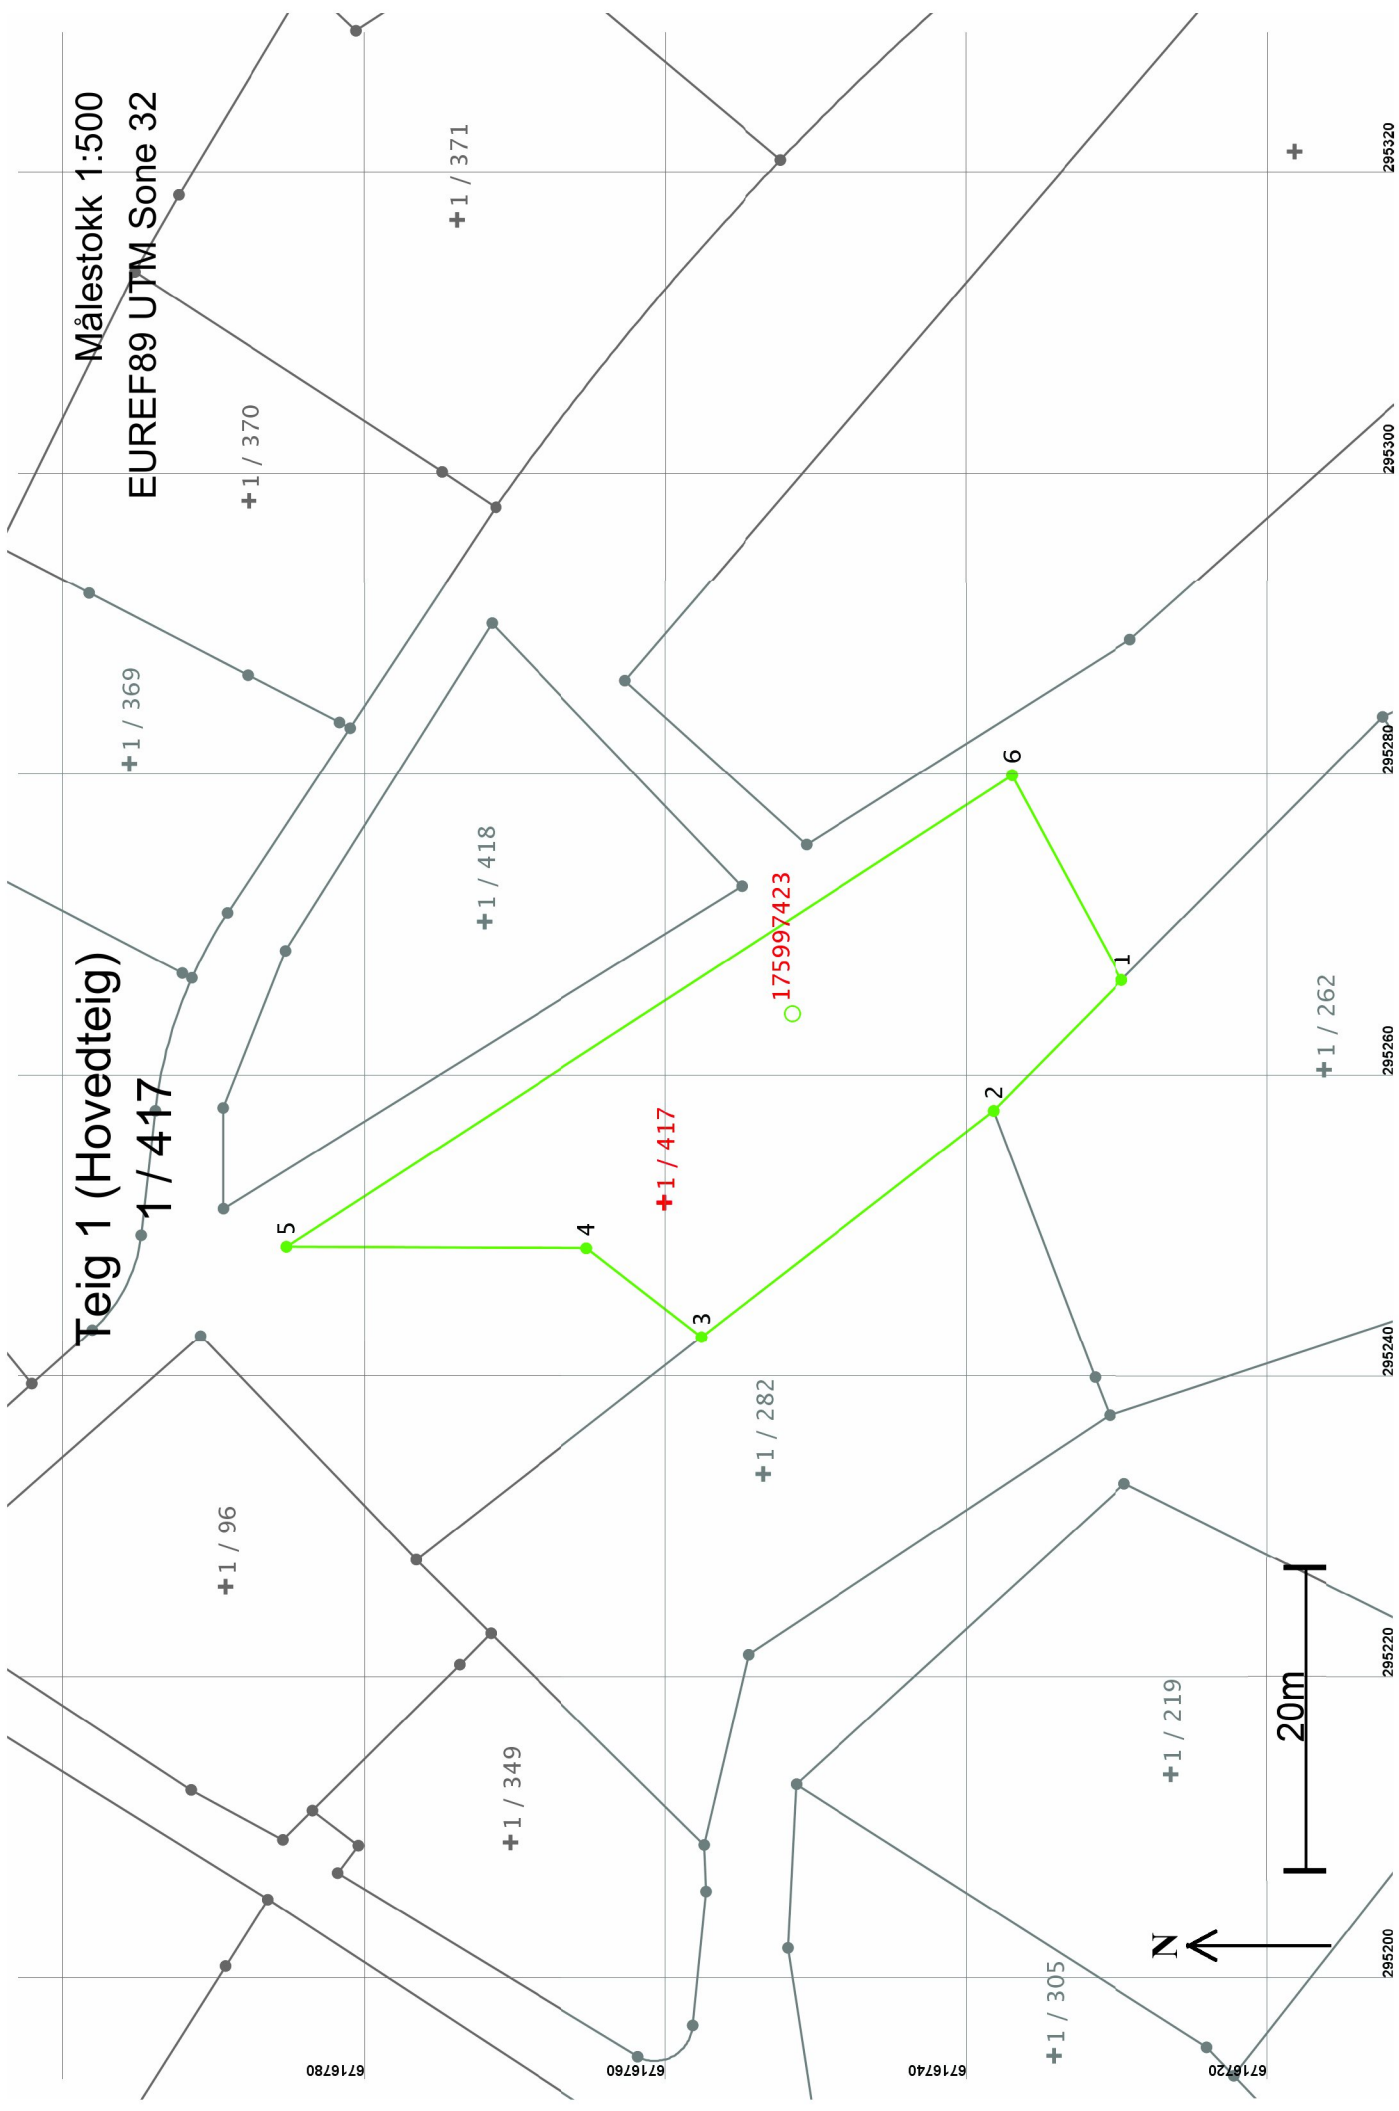 Teig 1 (Hovedteig)
1 / 417
Målestokk 1:500
EUREF89 UTM Sone 32
+1 / 369
+1 / 370
+1 / 371
+1 / 96
+1 / 418
+1 / 349
+1 / 417
+1 / 282
175997423
+1 / 305
+1 / 219
+1 / 262
+
5
4
3
2
6
1
6716780
6716760
6716740
6716720
N
20m
295200
295220
295240
295260
295280
295300
295320